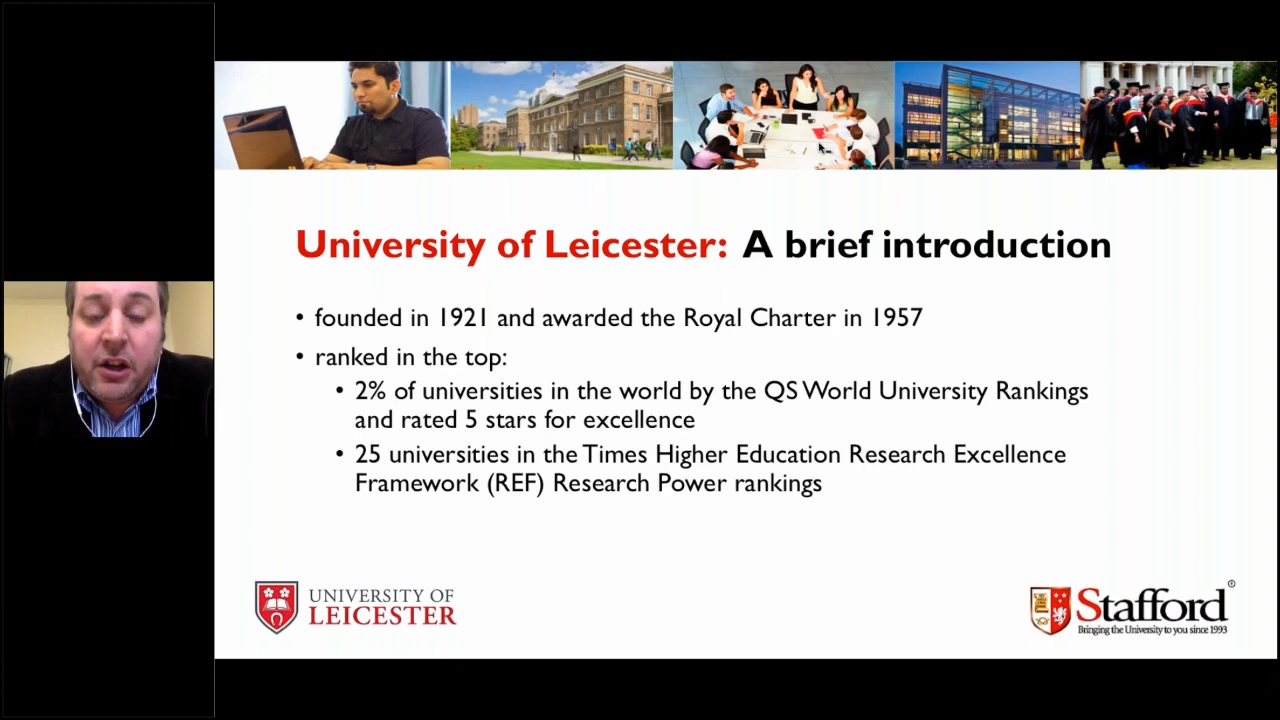 University of Leicester: A brief introduction
• founded in 1921 and awarded the Royal Charter in 1957
• ranked in the top:
• 2% of universities in the world by the QS World University Rankings
and rated 5 stars for excellence
• 25 universities in the Times Higher Education Research Excellence
Framework (REF) Research Power rankings
UNIVERSITY OF
LEICESTER
Stafford®
Bringing the University to you since 1993